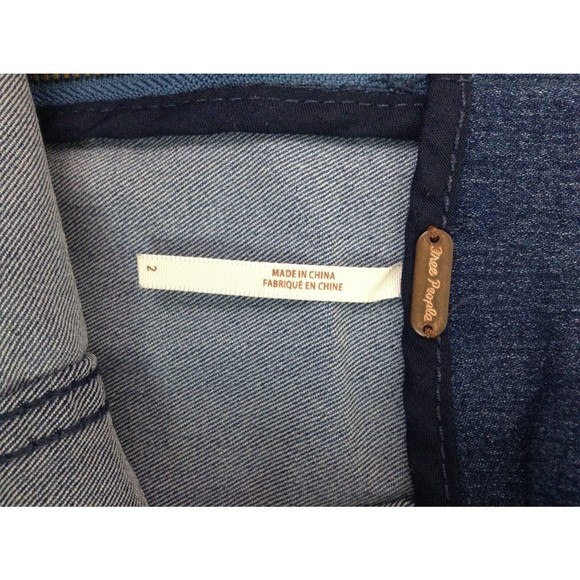 2
MADE IN CHINA
FABRIQUÉ EN CHINE
Free People